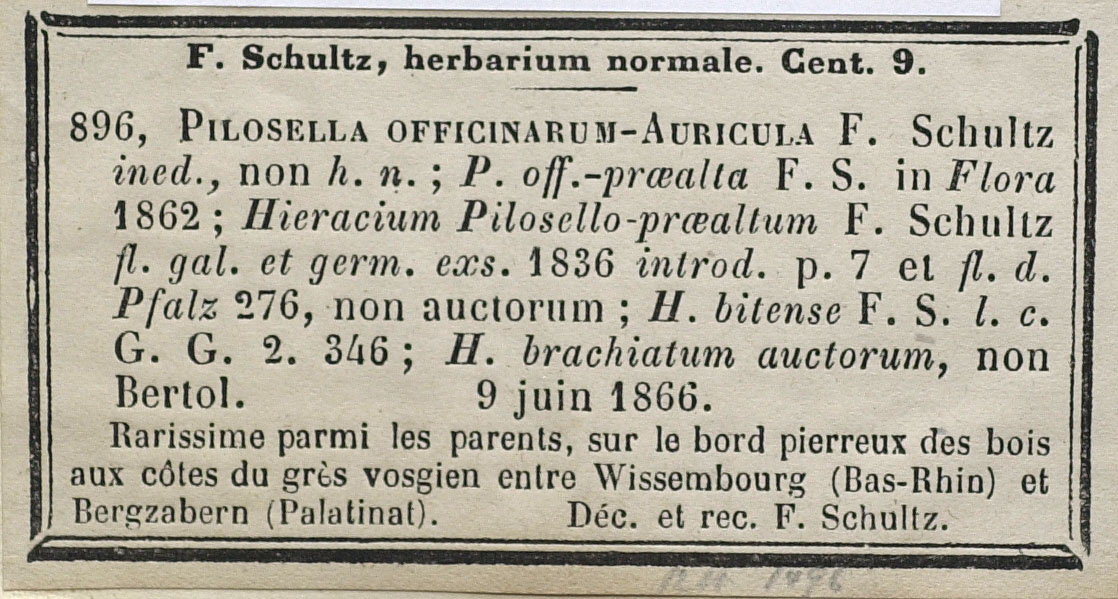 F. Schultz, herbarium normale. Cent. 9.
896, PILOSELLA OFFICINARUM-AURICULA F. Schultz
ined., non h. n. ; P. off.-præalta F. S. in Flora
1862 ; Hieracium Pilosello-præaltum F. Schultz
fl. gal. et germ. exs. 1836 introd. p. 7 et fl. d.
Pfalz 276, non auctorum ; H. bitense F. S. l. c.
G. G. 2. 346 ; H. brachiatum auctorum, non
Bertol. 9 juin 1866.
Rarissime parmi les parents, sur le bord pierreux des bois
aux côtes du grès vosgien entre Wissembourg (Bas-Rhin) et
Bergzabern (Palatinat). Déc. et rec. F. Schultz.